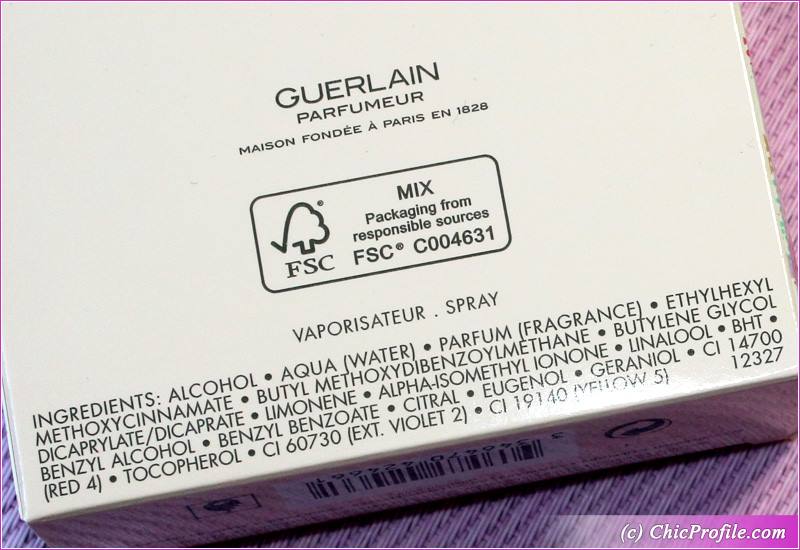 GUERLAIN
PARFUMEUR
MAISON FONDÉE À PARIS EN 1828
MIX
Packaging from
responsible sources
FSC® C004631
FSC
VAPORISATEUR . SPRAY
INGREDIENTS: ALCOHOL • AQUA (WATER) • PARFUM (FRAGRANCE) • ETHYLHEXYL
METHOXYCINNAMATE • BUTYL METHOXYDIBENZOYLMETHANE • BUTYLENE GLYCOL
DICAPRYLATE/DICAPRATE • LIMONENE • ALPHA-ISOMETHYL IONONE • LINALOOL • BHT •
BENZYL ALCOHOL • BENZYL BENZOATE • CITRAL • EUGENOL • GERANIOL • CI 14700
(RED 4) • TOCOPHEROL • CI 60730 (EXT. VIOLET 2) • CI 19140 (YELLOW 5) 12327
(c) ChicProfile.com